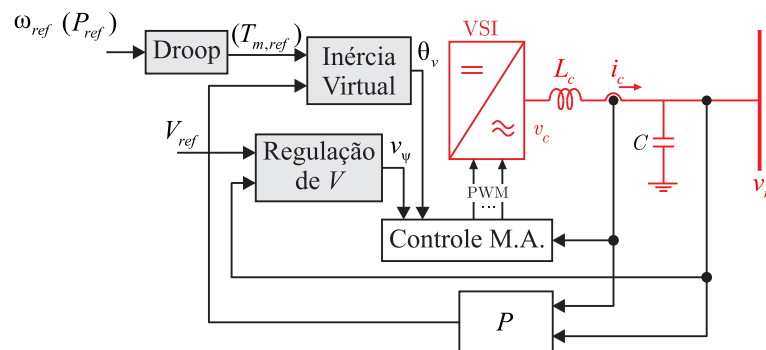 ω_ref (P_ref)
Droop
(T_m,ref)
Inércia
Virtual
θ_v
VSI
L_c
i_c
v_c
C
V_ref
Regulação
de V
v_ψ
PWM
...
Controle M.A.
P